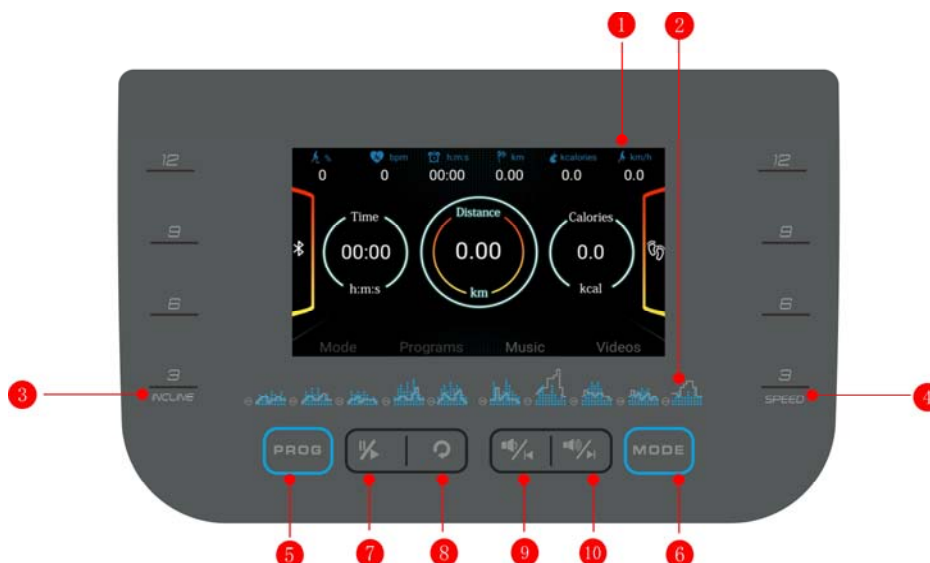 1 2
% bpm h:m:s km kcalories km/h
0 0 00:00 0.00 0.0 0.0
12 12
9 9
6 6
3 3
INCLINE SPEED
Time Distance Calories
00:00 0.00 0.0
h:m:s km kcal
Mode Programs Music Videos
3 4
PROG MODE
5 7 8 9 10 6